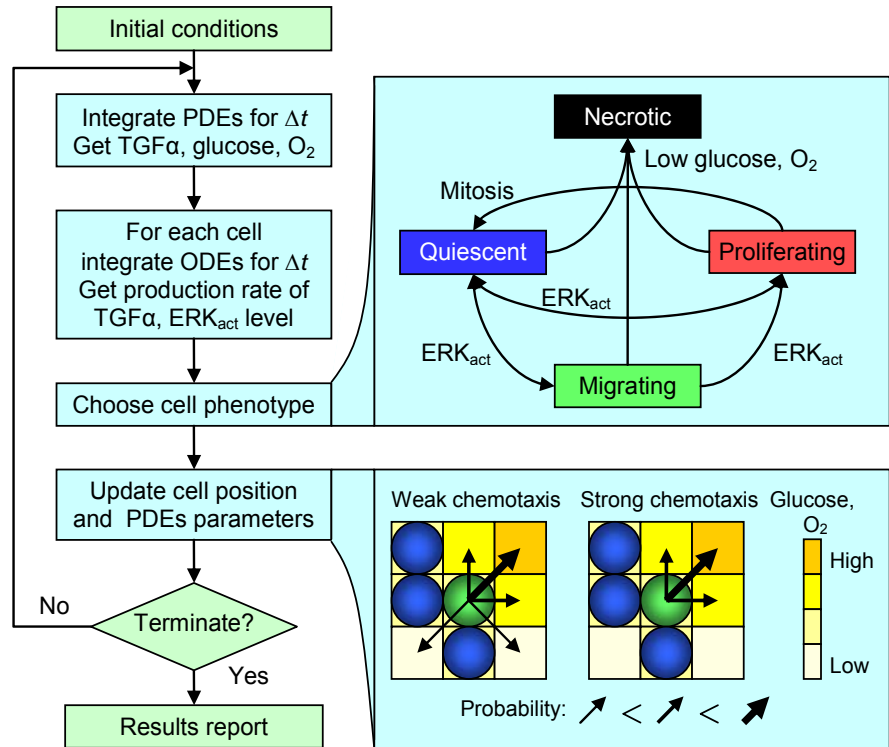 Initial conditions
Integrate PDEs for Δt
Get TGFα, glucose, O₂
For each cell
integrate ODEs for Δt
Get production rate of
TGFα, ERKact level
Choose cell phenotype
Update cell position
and PDEs parameters
Terminate?
No
Yes
Results report
Necrotic
Low glucose, O₂
Mitosis
Quiescent
Proliferating
ERKact
ERKact
ERKact
Migrating
Weak chemotaxis
Strong chemotaxis
Glucose,
O₂
High
Low
Probability: < <